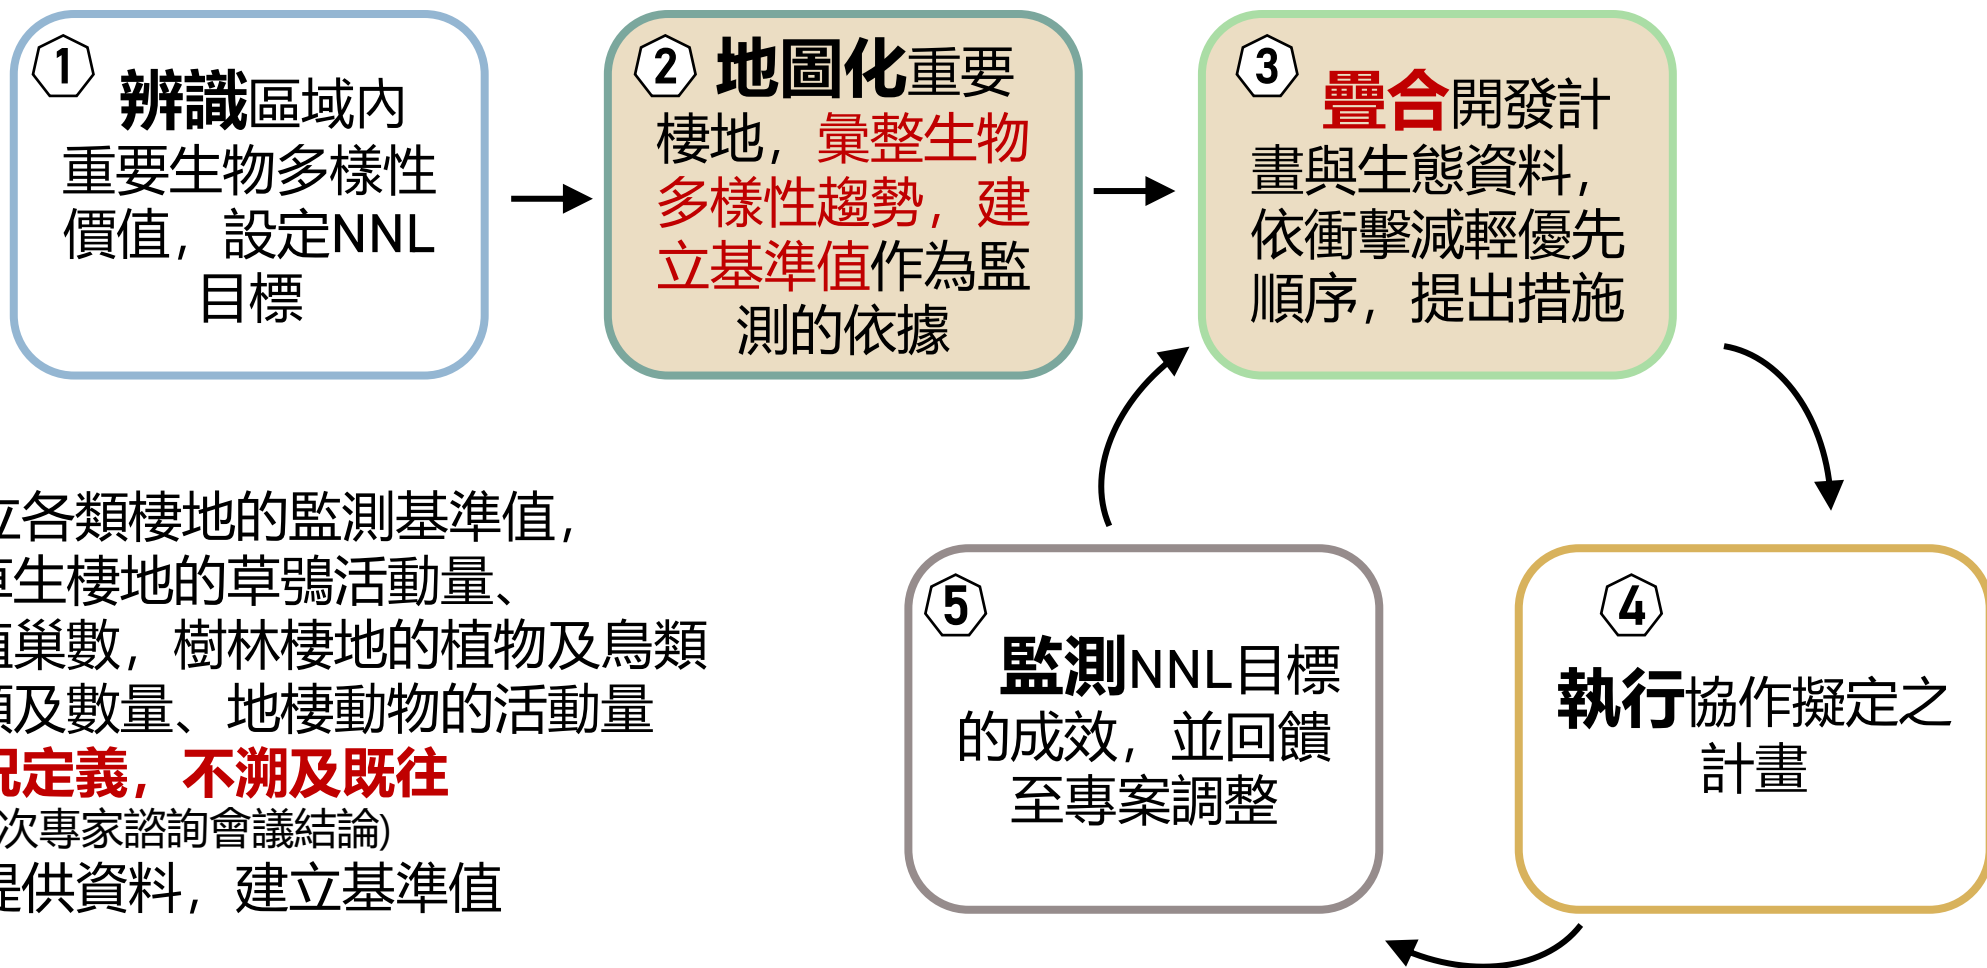 1
辨識區域內
重要生物多樣性
價值，設定NNL
目標
2
地圖化重要
棲地，彙整生物
多樣性趨勢，建
立基準值作為監
測的依據
3
疊合開發計
畫與生態資料，
依衝擊減輕優先
順序，提出措施
4
執行協作擬定之
計畫
5
監測NNL目標
的成效，並回饋
至專案調整
立各類棲地的監測基準值，
草生棲地的草鴞活動量、
巢數，樹林棲地的植物及鳥類
類及數量、地棲動物的活動量
況定義，不溯及既往
次專家諮詢會議結論)
提供資料，建立基準值